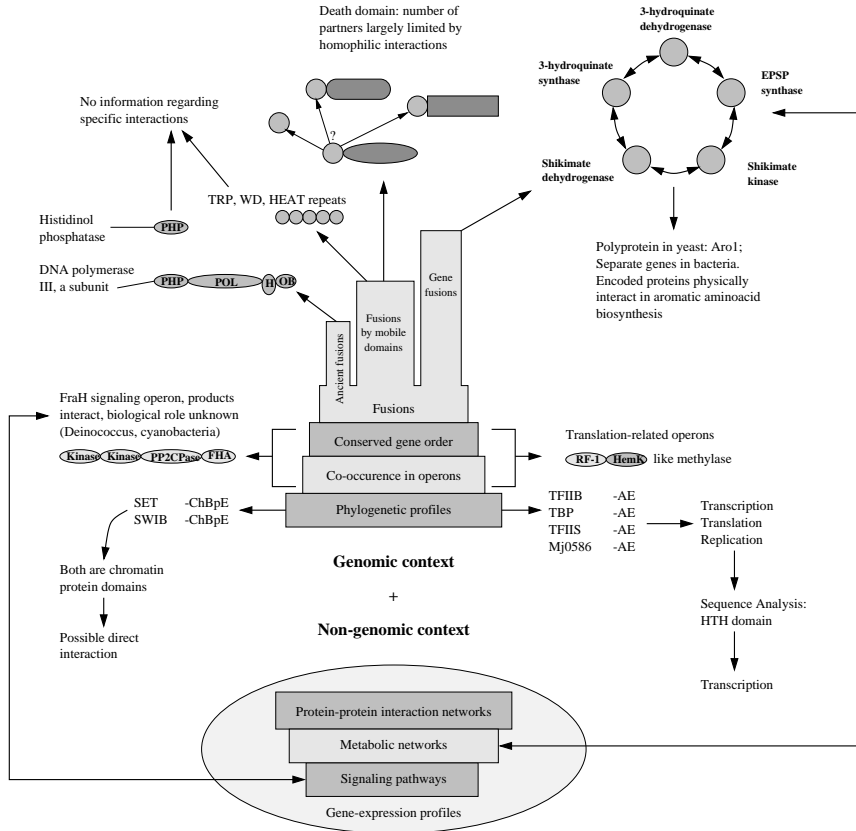 Death domain: number of
partners largely limited by
homophilic interactions
3-hydroquinate
dehydrogenase
3-hydroquinate
synthase
EPSP
synthase
Shikimate
dehydrogenase
Shikimate
kinase
No information regarding
specific interactions
?
TRP, WD, HEAT repeats
Histidinol
phosphatase
PHP
DNA polymerase
III, a subunit
PHP
POL
H
OB
Polyprotein in yeast: Aro1;
Separate genes in bacteria.
Encoded proteins physically
interact in aromatic aminoacid
biosynthesis
Gene
fusions
Fusions
by mobile
domains
Ancient fusions
Fusions
FraH signaling operon, products
interact, biological role unknown
(Deinococcus, cyanobacteria)
Kinase
Kinase
PP2CPase
FHA
Conserved gene order
Co-occurence in operons
Phylogenetic profiles
Translation-related operons
RF-1
HemK
like methylase
SET -ChBpE
SWIB -ChBpE
Both are chromatin
protein domains
Possible direct
interaction
TFIIB -AE
TBP -AE
TFIIS -AE
Mj0586 -AE
Transcription
Translation
Replication
Sequence Analysis:
HTH domain
Transcription
Genomic context
+
Non-genomic context
Protein-protein interaction networks
Metabolic networks
Signaling pathways
Gene-expression profiles